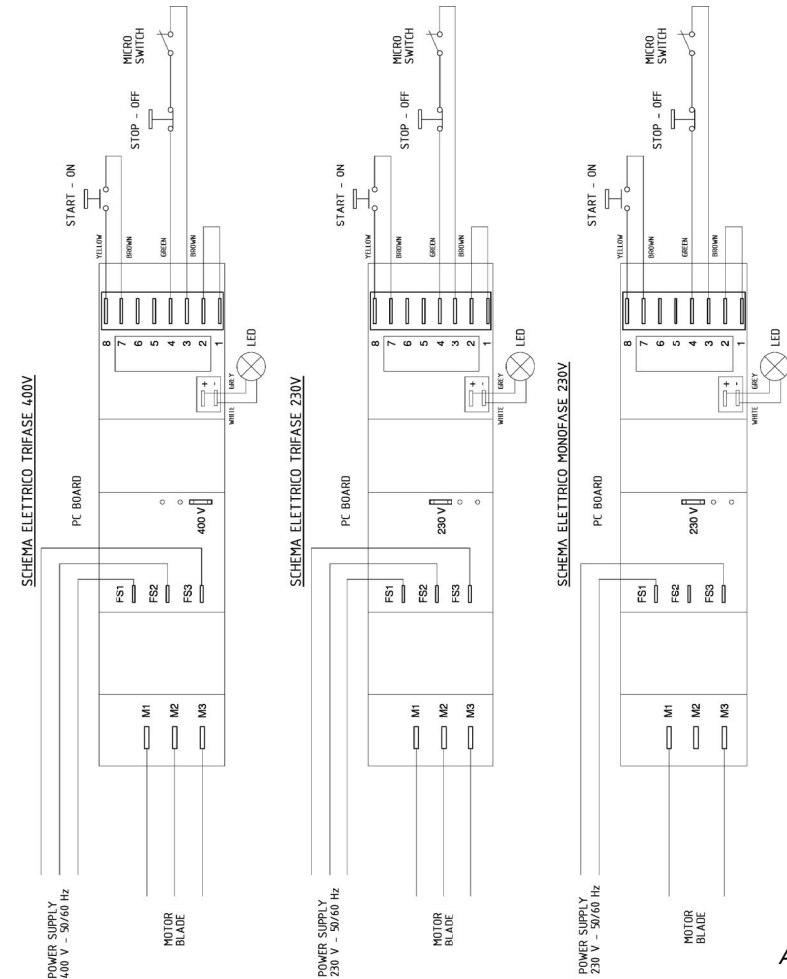 SCHEMA ELETTRICO TRIFASE 400V
POWER SUPPLY
400 V - 50/60 Hz
PC BOARD
START - ON
STOP - OFF
MICRO
SWITCH
YELLOW
BROWN
GREEN
BROWN
8
7
6
5
4
3
2
1
FS1
FS2
FS3
400 V
M1
M2
M3
MOTOR
BLADE
+
-
GREY
WHITE
LED
SCHEMA ELETTRICO TRIFASE 230V
POWER SUPPLY
230 V - 50/60 Hz
PC BOARD
START - ON
STOP - OFF
MICRO
SWITCH
YELLOW
BROWN
GREEN
BROWN
8
7
6
5
4
3
2
1
FS1
FS2
FS3
230 V
M1
M2
M3
MOTOR
BLADE
+
-
GREY
WHITE
LED
SCHEMA ELETTRICO MONOFASE 230V
POWER SUPPLY
230 V - 50/60 Hz
PC BOARD
START - ON
STOP - OFF
MICRO
SWITCH
YELLOW
BROWN
GREEN
BROWN
8
7
6
5
4
3
2
1
FS1
FS2
FS3
230 V
M1
M2
M3
MOTOR
BLADE
+
-
GREY
WHITE
LED
A